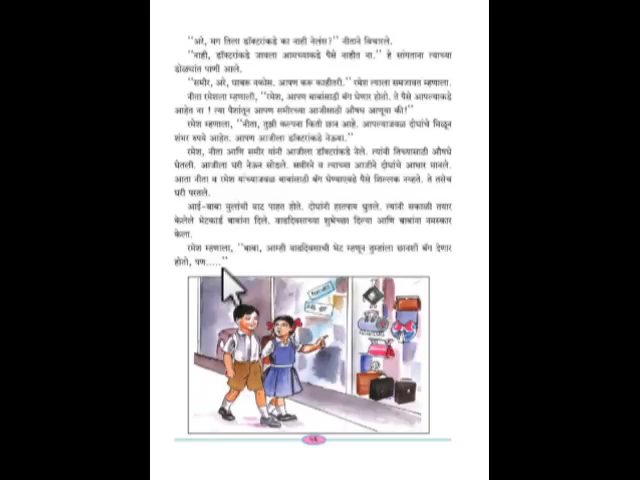 "अरे, मग तिला डॉक्टरांकडे का नाही नेलंस?" नीताने विचारले.
"नाही, डॉक्टरांकडे जायला आमच्याकडे पैसे नाहीत ना." हे सांगताना त्याच्या
डोळ्यांत पाणी आले.
"समीर, अरे, घाबरू नकोस. आपण करू काहीतरी." रमेश त्याला समजावत म्हणाला.
नीता रमेशला म्हणाली, "रमेश, आपण बाबांसाठी बॅग घेणार होतो. ते पैसे आपल्याकडे
आहेत ना ! त्या पैशांतून आपण समीरच्या आजीसाठी औषध आणूया की!"
रमेश म्हणाला, "नीता, तुझी कल्पना किती छान आहे. आपल्याजवळ दोघांचे मिळून
शंभर रुपये आहेत. आपण आजीला डॉक्टरांकडे नेऊया."
रमेश, नीता आणि समीर यांनी आजीला डॉक्टरांकडे नेले. त्यांनी तिच्यासाठी औषधे
घेतली. आजीला घरी नेऊन सोडले. समीरने व त्याच्या आजीने दोघांचे आभार मानले.
आता नीता व रमेश यांच्याजवळ बाबांसाठी बॅग घेण्याएवढे पैसे शिल्लक नव्हते. ते तसेच
घरी परतले.
आई-बाबा मुलांची वाट पाहत होते. दोघांनी हातपाय धुतले. त्यांनी सकाळी तयार
केलेले भेटकार्ड बाबांना दिले. वाढदिवसाच्या शुभेच्छा दिल्या आणि बाबांना नमस्कार
केला.
रमेश म्हणाला, "बाबा, आम्ही वाढदिवसाची भेट म्हणून तुम्हांला छानशी बॅग देणार
होतो, पण....."